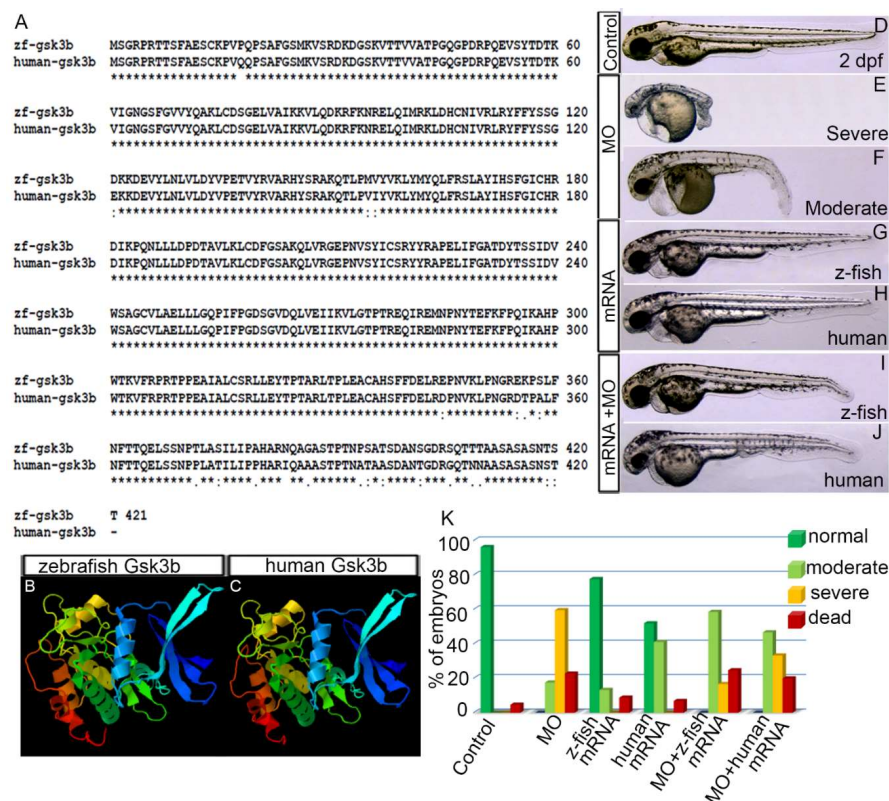 A
zf-gsk3b MSGRPRTTSFAESCKPVPQPSAFGSMKVSRDKDGSKVTTVVATPGQGPDRPQEVSYTDTK 60
human-gsk3b MSGRPRTTSFAESCKPVQQPSAFGSMKVSRDKDGSKVTTVVATPGQGPDRPQEVSYTDTK 60
***************** ******************************************
zf-gsk3b VIGNGSFGVVYQAKLCDSGELVAIKKVLQDKRFKNRELQIMRKLDHCNIVRLRYFFYSSG 120
human-gsk3b VIGNGSFGVVYQAKLCDSGELVAIKKVLQDKRFKNRELQIMRKLDHCNIVRLRYFFYSSG 120
************************************************************
zf-gsk3b DKKDEVYLNLVLDYVPETVYRVARHYSRAKQTLPMVYVKLYMYQLFRSLAYIHSFGICHR 180
human-gsk3b EKKDEVYLNLVLDYVPETVYRVARHYSRAKQTLPVIYVKLYMYQLFRSLAYIHSFGICHR 180
:*********************************::************************
zf-gsk3b DIKPQNLLLDPDTAVLKLCDFGSAKQLVRGEPNVSYICSRYYRAPELIFGATDYTSSIDV 240
human-gsk3b DIKPQNLLLDPDTAVLKLCDFGSAKQLVRGEPNVSYICSRYYRAPELIFGATDYTSSIDV 240
************************************************************
zf-gsk3b WSAGCVLAELLLGQPIFPGDSGVDQLVEIIKVLGTPTREQIREMNPNYTEFKFPQIKAHP 300
human-gsk3b WSAGCVLAELLLGQPIFPGDSGVDQLVEIIKVLGTPTREQIREMNPNYTEFKFPQIKAHP 300
************************************************************
zf-gsk3b WTKVFRPRTPPEAIALCSRLLEYTPTARLTPLEACAHSFFDELREPNVKLPNGREKPSLF 360
human-gsk3b WTKVFRPRTPPEAIALCSRLLEYTPTARLTPLEACAHSFFDELRDPNVKLPNGRDTPALF 360
********************************************:*********:.*:**
zf-gsk3b NFTTQELSSNPTLASILIPAHARNQAGASTPTNPSATSDANSGDRSQTTTAASASASNTS 420
human-gsk3b NFTTQELSSNPPLATILIPPHARIQAAASTPTNATAASDANTGDRGQTNNAASASASNST 420
zf-gsk3b T 421
human-gsk3b -
zebrafish Gsk3b
human Gsk3b
B
C
Control
MO
mRNA
mRNA +MO
D
2 dpf
E
Severe
F
Moderate
G
z-fish
H
human
I
z-fish
J
human
K
% of embryos
100
80
60
40
20
0
Control
MO
z-fish
mRNA
human
mRNA
MO+z-fish
mRNA
MO+human
mRNA
normal
moderate
severe
dead